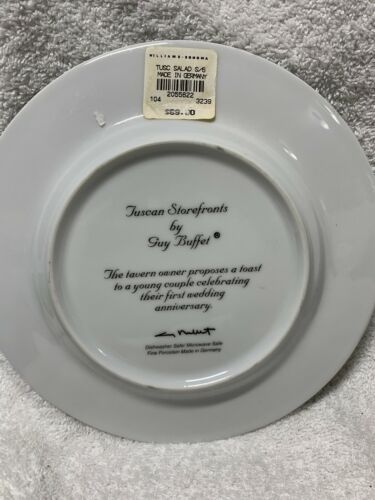 WILLIAMS-SONOMA
TUSC SALAD S/6
MADE IN GERMANY
2055622
104 3239
$69.00
Tuscan Storefronts
by
Guy Buffet ®
The tavern owner proposes a toast
to a young couple celebrating
their first wedding
anniversary.
Dishwasher Safe/ Microwave Safe
Fine Porcelain Made in Germany